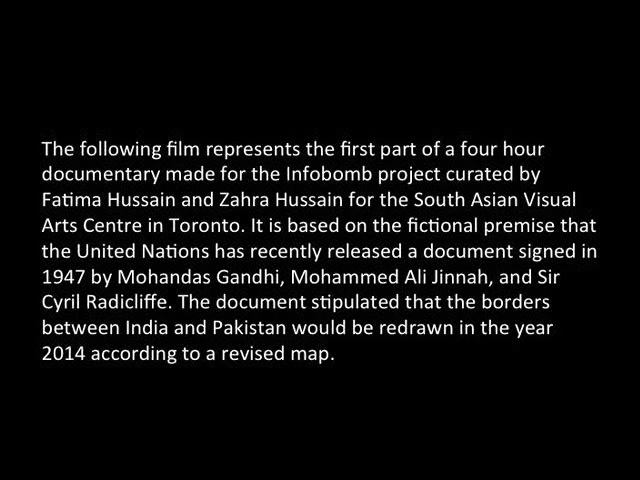 The following film represents the first part of a four hour
documentary made for the Infobomb project curated by
Fatima Hussain and Zahra Hussain for the South Asian Visual
Arts Centre in Toronto. It is based on the fictional premise that
the United Nations has recently released a document signed in
1947 by Mohandas Gandhi, Mohammed Ali Jinnah, and Sir
Cyril Radicliffe. The document stipulated that the borders
between India and Pakistan would be redrawn in the year
2014 according to a revised map.